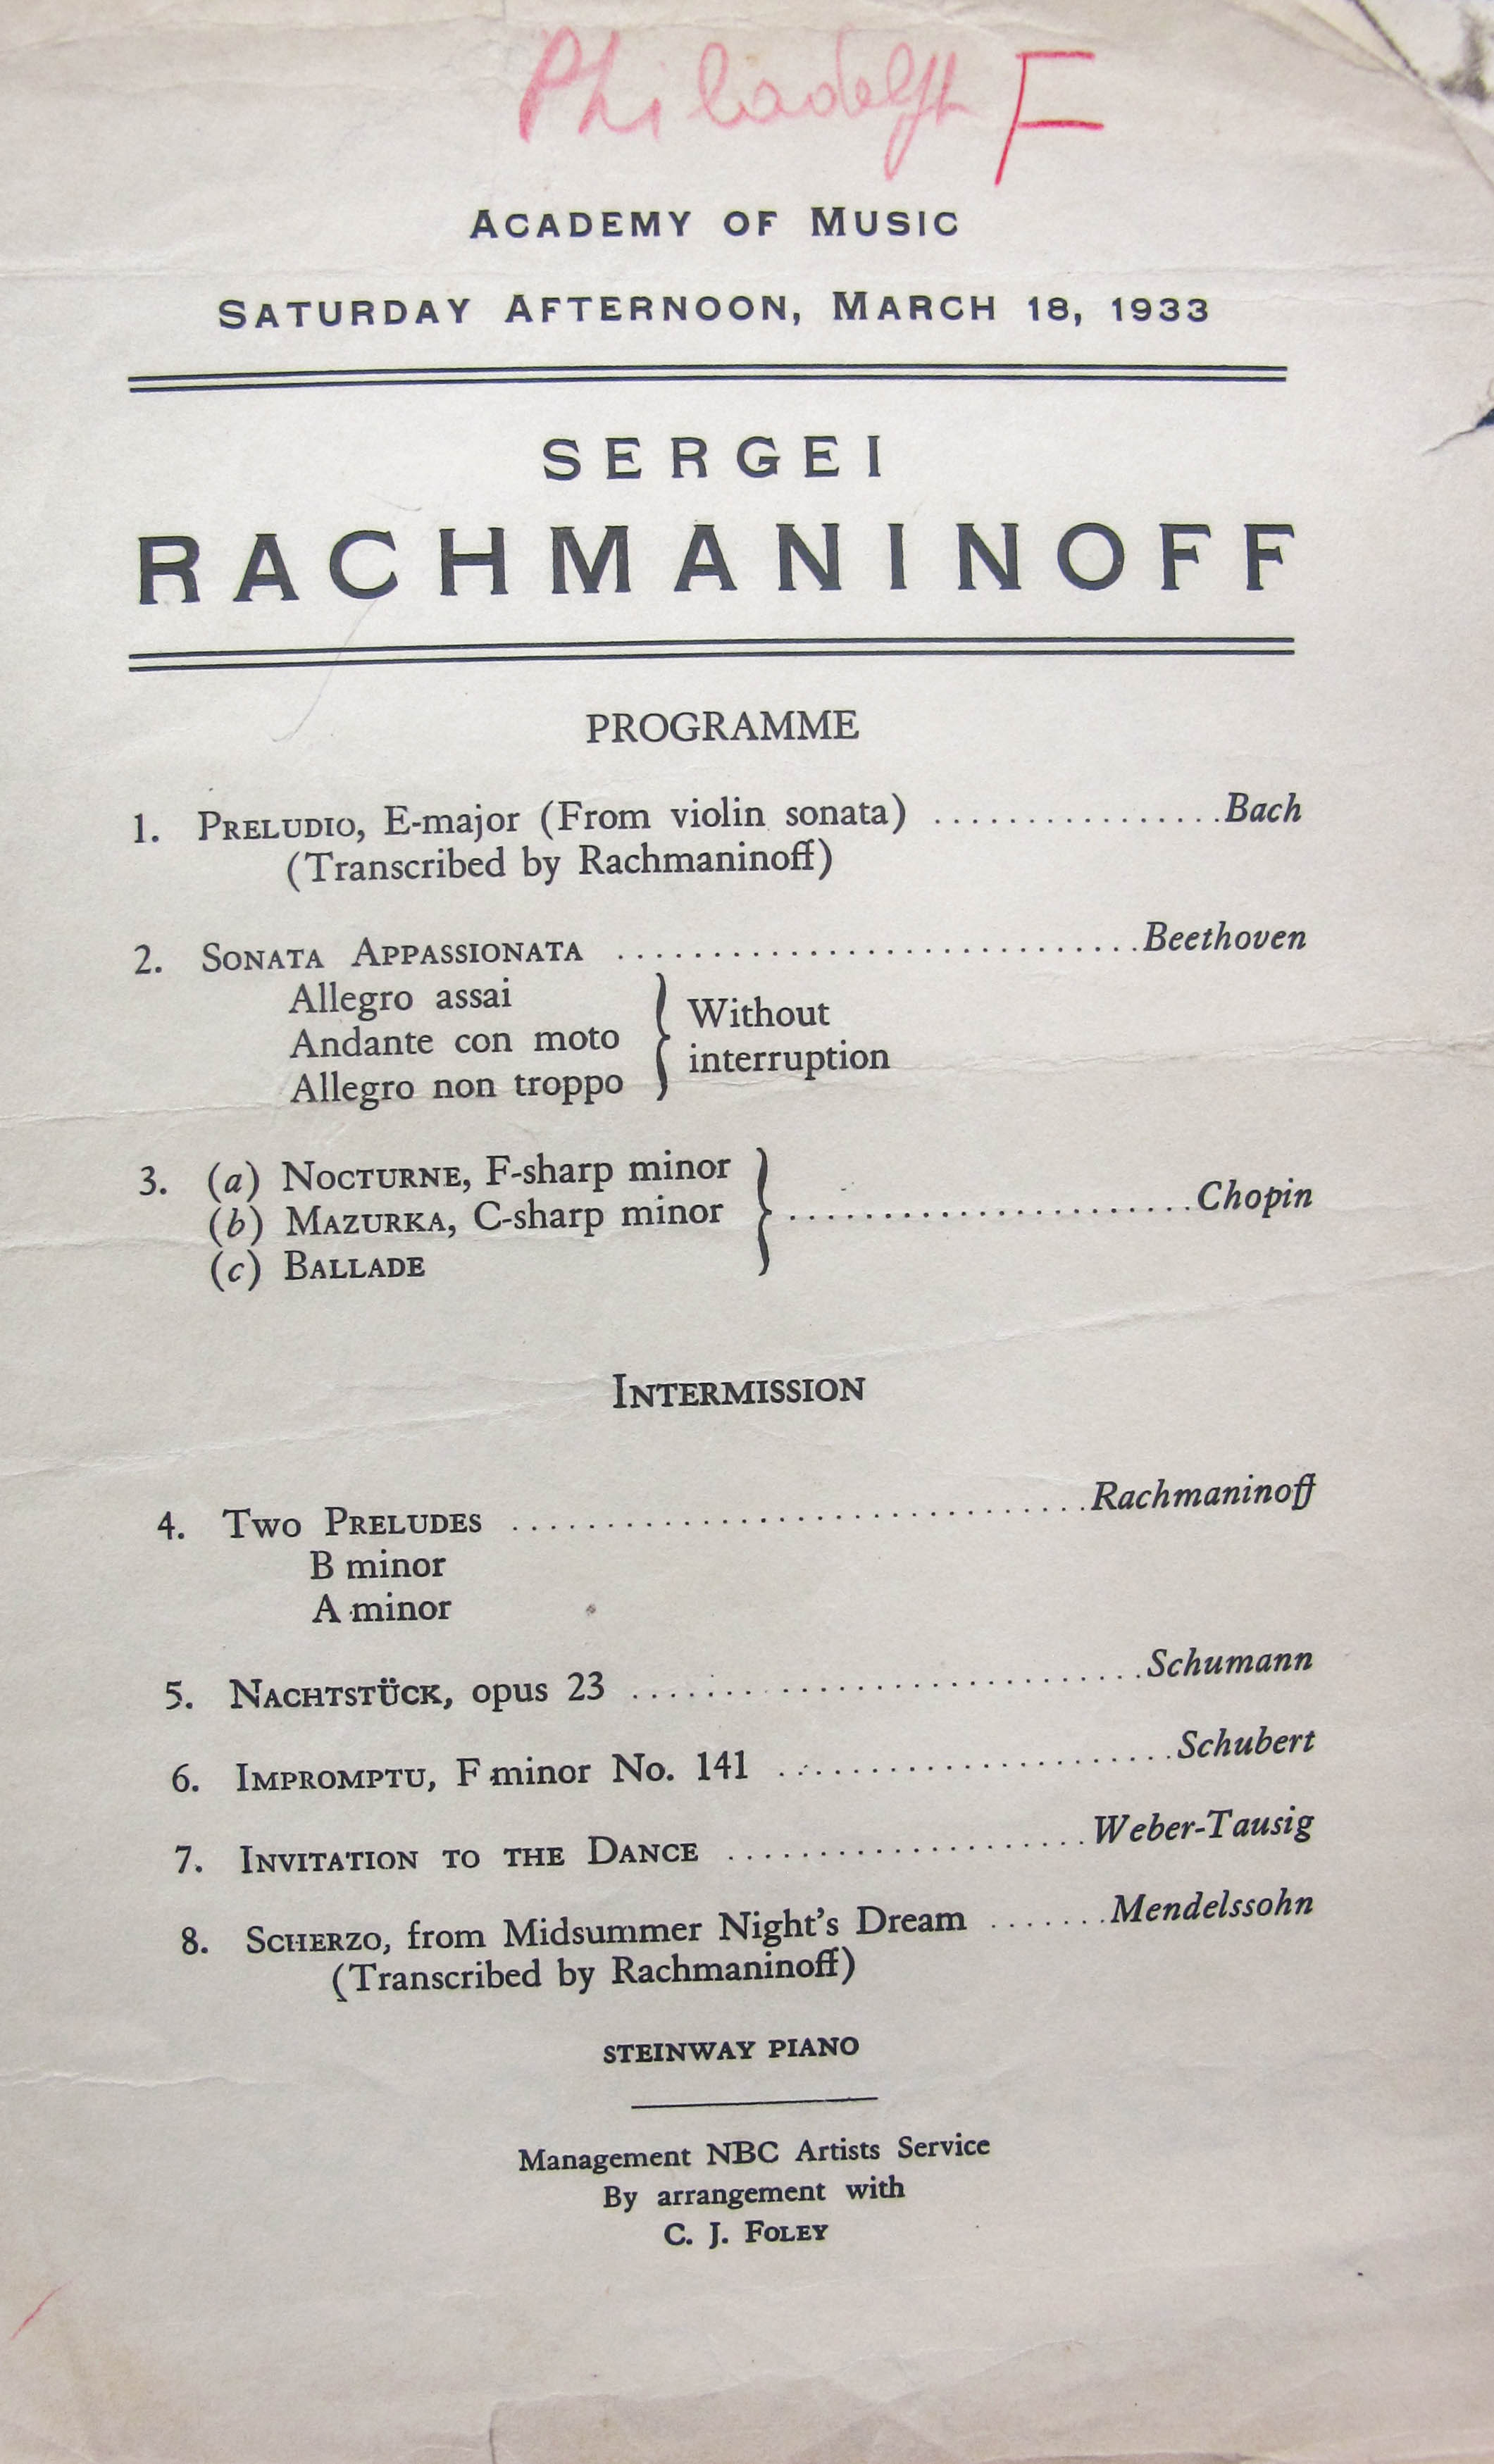 Philadelph F
ACADEMY OF MUSIC
SATURDAY AFTERNOON, MARCH 18, 1933
SERGEI
RACHMANINOFF
PROGRAMME
1. PRELUDIO, E-major (From violin sonata) ................Bach
(Transcribed by Rachmaninoff)
2. SONATA APPASSIONATA .............................Beethoven
Allegro assai
Andante con moto
Allegro non troppo
} Without
interruption
3. (a) NOCTURNE, F-sharp minor
(b) MAZURKA, C-sharp minor } ......................Chopin
(c) BALLADE
INTERMISSION
4. TWO PRELUDES ...............................Rachmaninoff
B minor
A minor
5. NACHTSTÜCK, opus 23 ...........................Schumann
6. IMPROMPTU, F minor No. 141 .....................Schubert
7. INVITATION TO THE DANCE ...................Weber-Tausig
8. SCHERZO, from Midsummer Night's Dream .......Mendelssohn
(Transcribed by Rachmaninoff)
STEINWAY PIANO
Management NBC Artists Service
By arrangement with
C. J. FOLEY